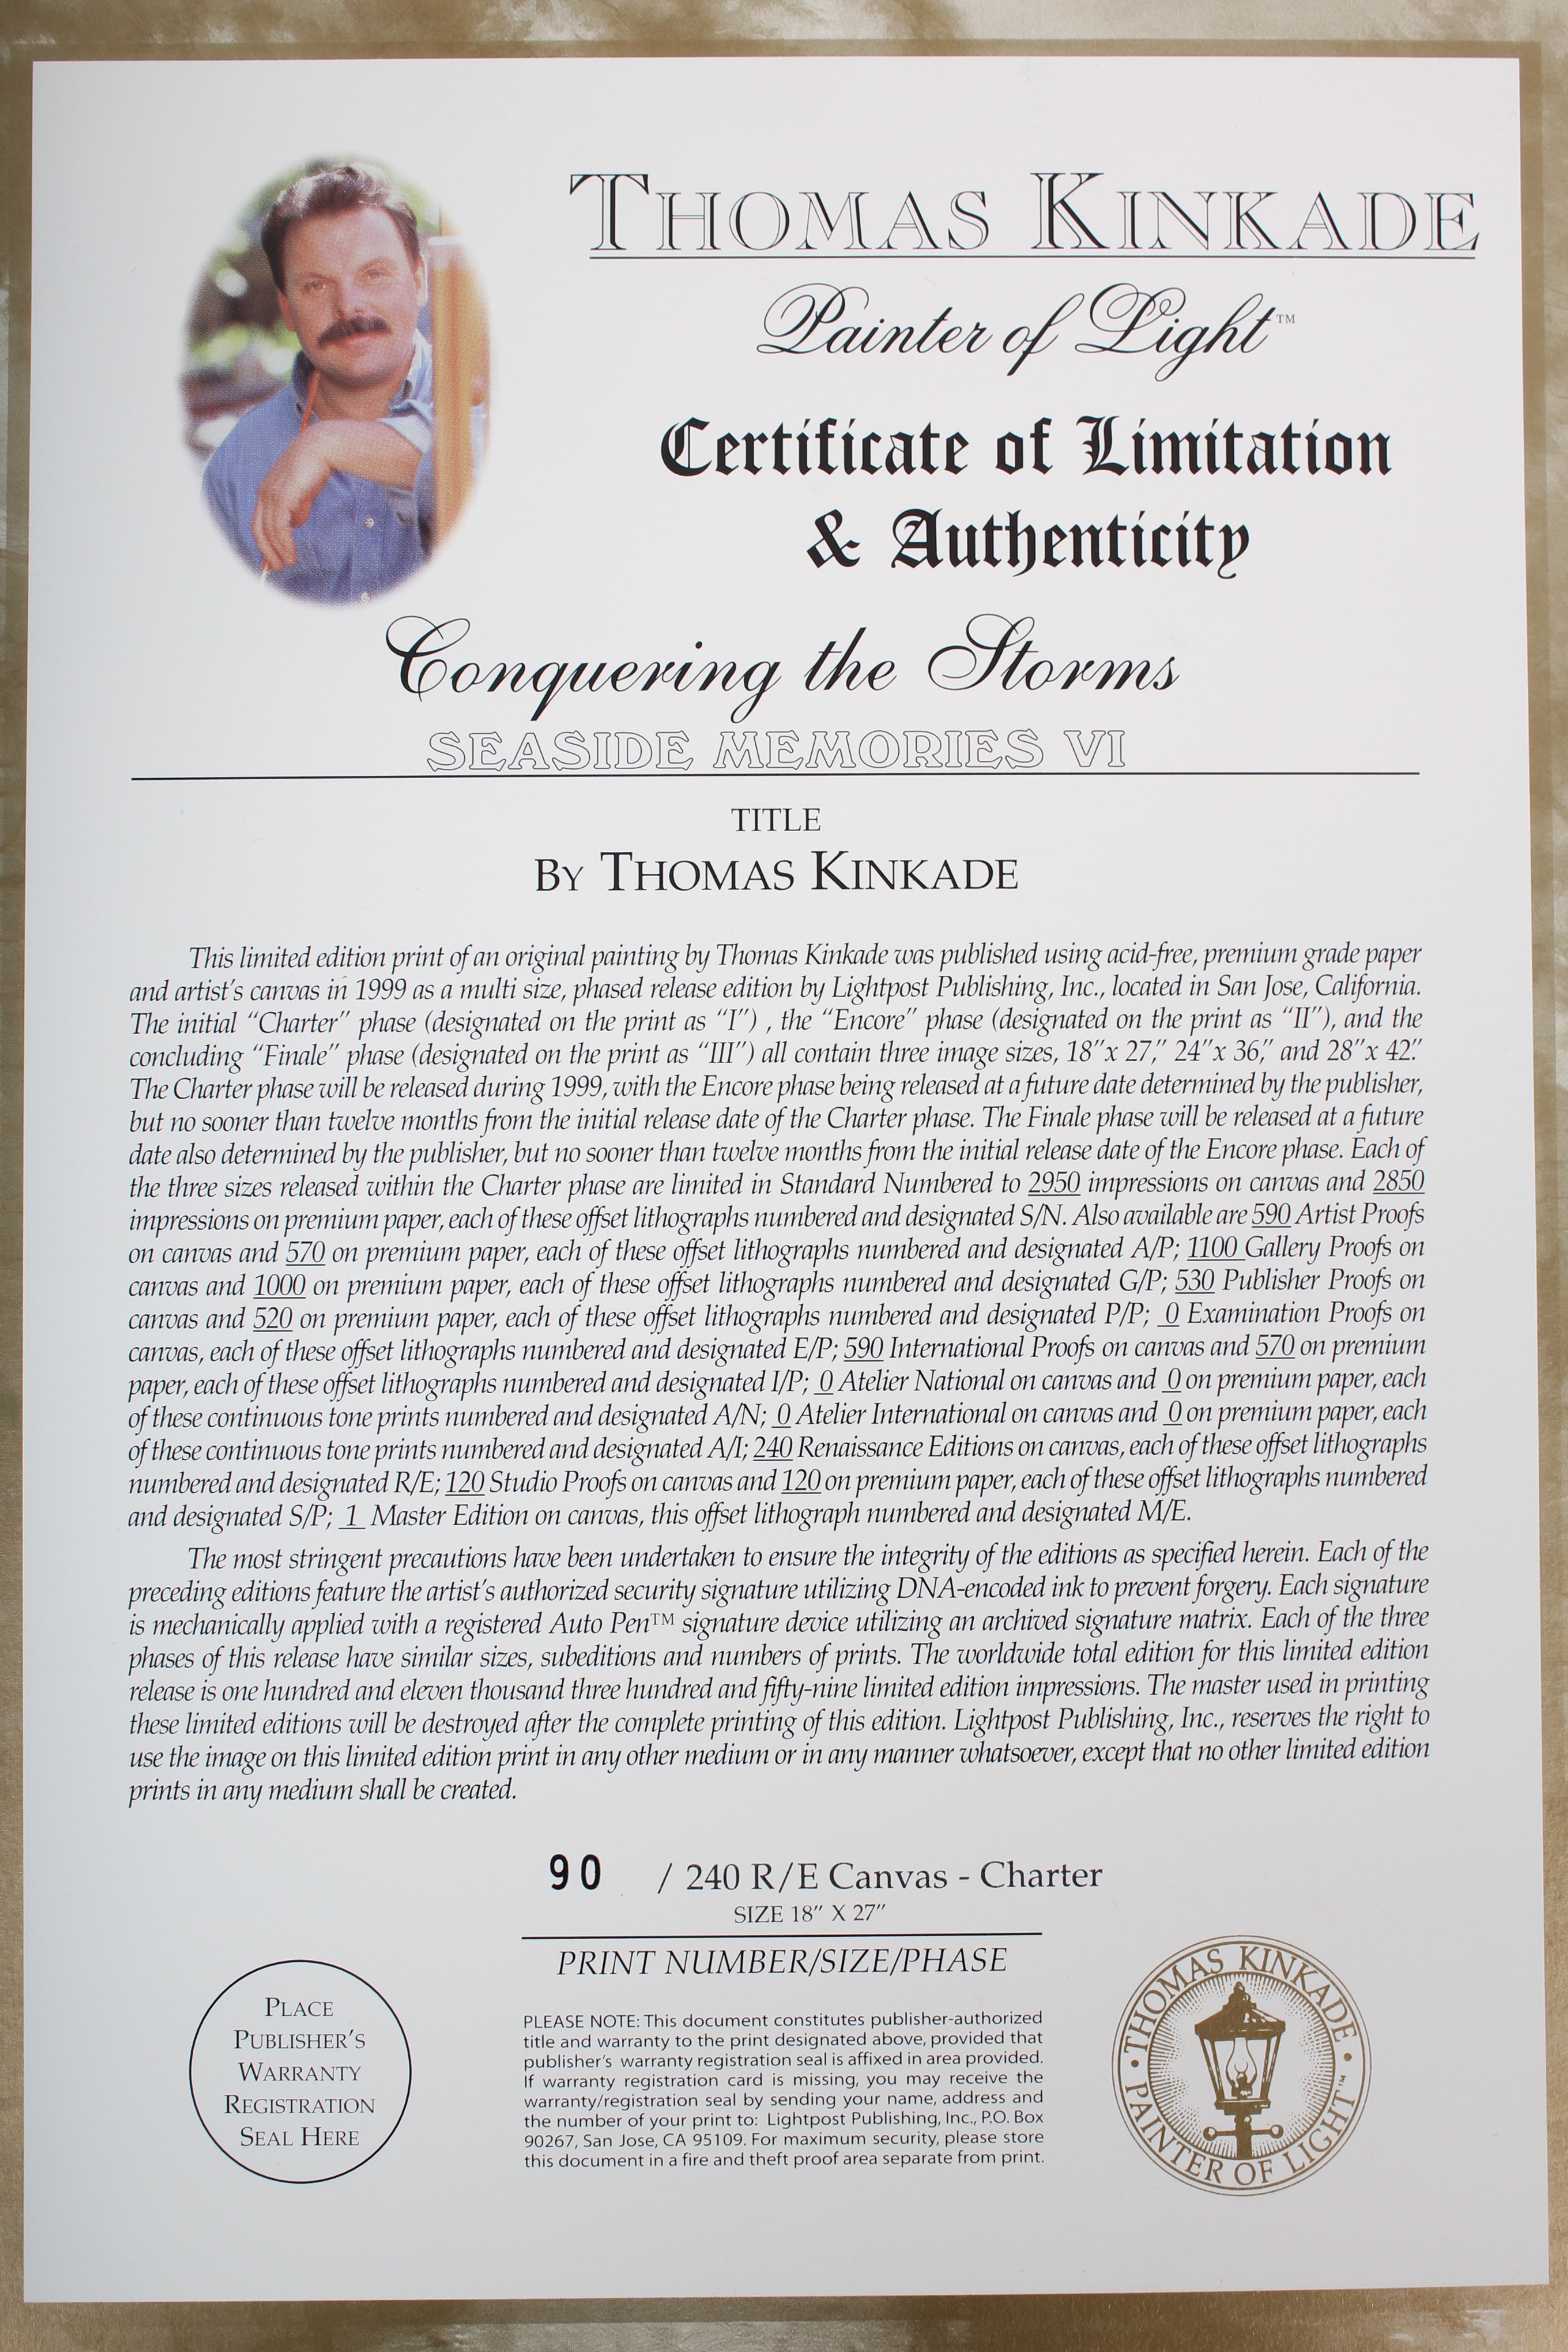 THOMAS KINKADE
Painter of Light™
Certificate of Limitation
& Authenticity
Conquering the Storms
SEASIDE MEMORIES VI
TITLE
BY THOMAS KINKADE
This limited edition print of an original painting by Thomas Kinkade was published using acid-free, premium grade paper
and artist's canvas in 1999 as a multi size, phased release edition by Lightpost Publishing, Inc., located in San Jose, California.
The initial “Charter” phase (designated on the print as “I”) , the “Encore” phase (designated on the print as “II”), and the
concluding “Finale” phase (designated on the print as “III”) all contain three image sizes, 18”x 27,” 24”x 36,” and 28”x 42.”
The Charter phase will be released during 1999, with the Encore phase being released at a future date determined by the publisher,
but no sooner than twelve months from the initial release date of the Charter phase. The Finale phase will be released at a future
date also determined by the publisher, but no sooner than twelve months from the initial release date of the Encore phase. Each of
the three sizes released within the Charter phase are limited in Standard Numbered to 2950 impressions on canvas and 2850
impressions on premium paper, each of these offset lithographs numbered and designated S/N. Also available are 590 Artist Proofs
on canvas and 570 on premium paper, each of these offset lithographs numbered and designated A/P; 1100 Gallery Proofs on
canvas and 1000 on premium paper, each of these offset lithographs numbered and designated G/P; 530 Publisher Proofs on
canvas and 520 on premium paper, each of these offset lithographs numbered and designated P/P; 0 Examination Proofs on
canvas, each of these offset lithographs numbered and designated E/P; 590 International Proofs on canvas and 570 on premium
paper, each of these offset lithographs numbered and designated I/P; 0 Atelier National on canvas and 0 on premium paper, each
of these continuous tone prints numbered and designated A/N; 0 Atelier International on canvas and 0 on premium paper, each
of these continuous tone prints numbered and designated A/I; 240 Renaissance Editions on canvas, each of these offset lithographs
numbered and designated R/E; 120 Studio Proofs on canvas and 120 on premium paper, each of these offset lithographs numbered
and designated S/P; 1 Master Edition on canvas, this offset lithograph numbered and designated M/E.
The most stringent precautions have been undertaken to ensure the integrity of the editions as specified herein. Each of the
preceding editions feature the artist's authorized security signature utilizing DNA-encoded ink to prevent forgery. Each signature
is mechanically applied with a registered Auto Pen™ signature device utilizing an archived signature matrix. Each of the three
phases of this release have similar sizes, subeditions and numbers of prints. The worldwide total edition for this limited edition
release is one hundred and eleven thousand three hundred and fifty-nine limited edition impressions. The master used in printing
these limited editions will be destroyed after the complete printing of this edition. Lightpost Publishing, Inc., reserves the right to
use the image on this limited edition print in any other medium or in any manner whatsoever, except that no other limited edition
prints in any medium shall be created.
90 / 240 R/E Canvas - Charter
SIZE 18” X 27”
PRINT NUMBER/SIZE/PHASE
PLACE
PUBLISHER'S
WARRANTY
REGISTRATION
SEAL HERE
PLEASE NOTE: This document constitutes publisher-authorized
title and warranty to the print designated above, provided that
publisher's warranty registration seal is affixed in area provided.
If warranty registration card is missing, you may receive the
warranty/registration seal by sending your name, address and
the number of your print to: Lightpost Publishing, Inc., P.O. Box
90267, San Jose, CA 95109. For maximum security, please store
this document in a fire and theft proof area separate from print.
THOMAS KINKADE
PAINTER OF LIGHT™